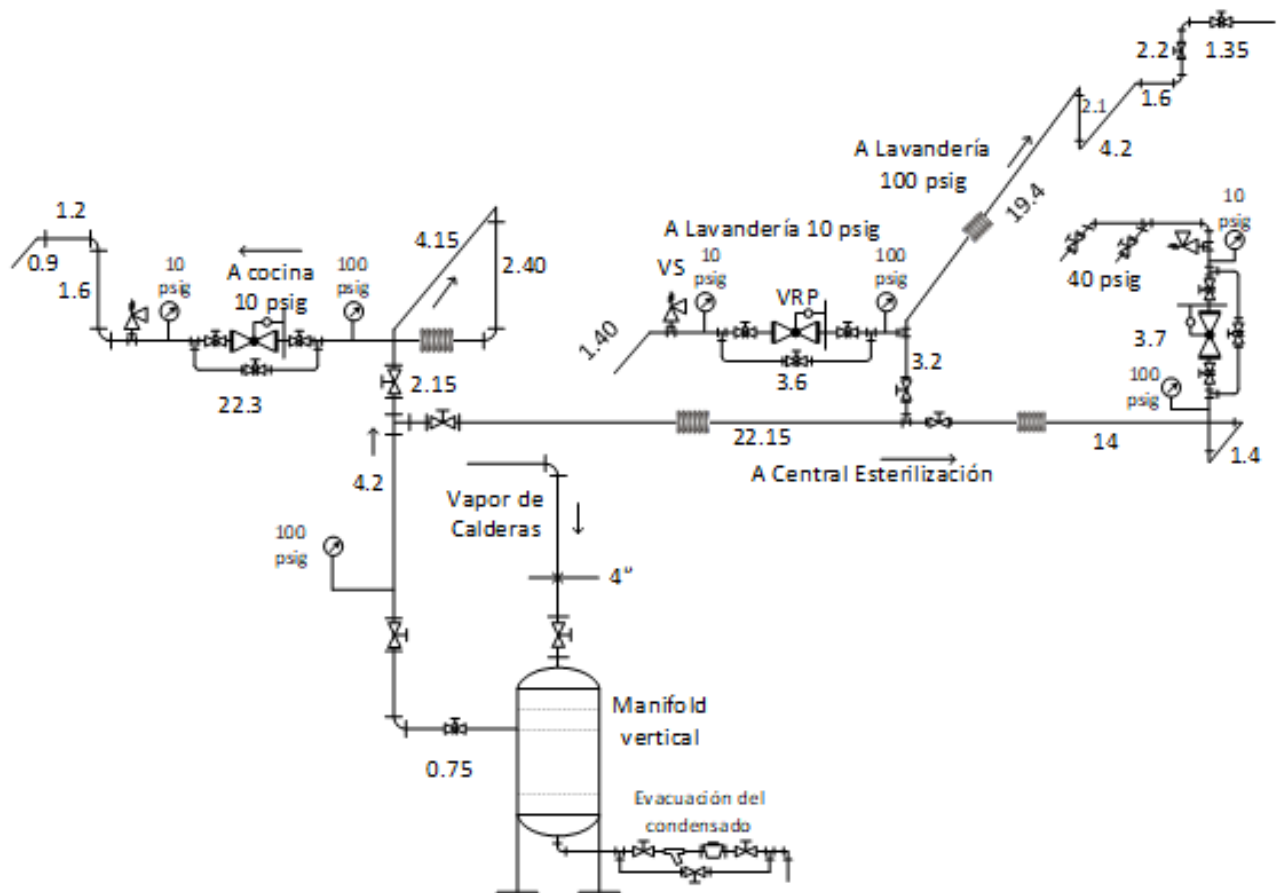 2.2
1.35
2.1
1.6
A Lavandería
100 psig
4.2
19.4
1.2
0.9
1.6
10
psig
A cocina
10 psig
100
psig
4.15
2.40
22.3
2.15
A Lavandería 10 psig
VS
10
psig
VRP
100
psig
1.40
3.6
3.2
10
psig
40 psig
3.7
100
psig
22.15
14
1.4
A Central Esterilización
4.2
Vapor de
Calderas
100
psig
4"
Manifold
vertical
0.75
Evacuación del
condensado